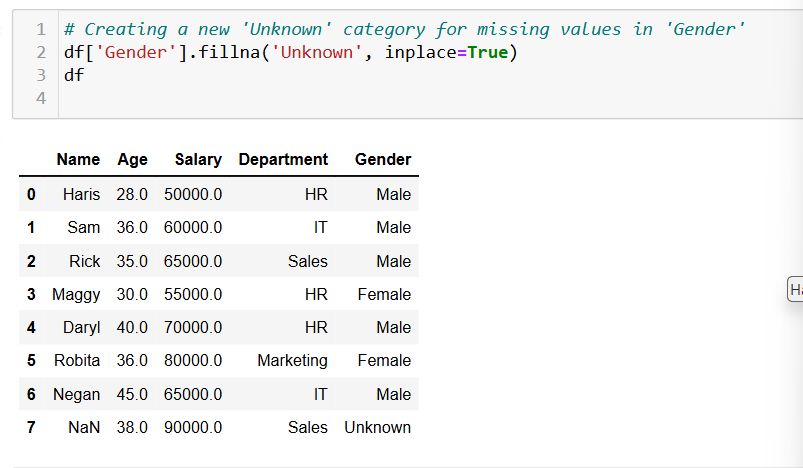 1 # Creating a new 'Unknown' category for missing values in 'Gender'
2 df['Gender'].fillna('Unknown', inplace=True)
3 df
4
Name Age Salary Department Gender
0 Haris 28.0 50000.0 HR Male
1 Sam 36.0 60000.0 IT Male
2 Rick 35.0 65000.0 Sales Male
3 Maggy 30.0 55000.0 HR Female
4 Daryl 40.0 70000.0 HR Male
5 Robita 36.0 80000.0 Marketing Female
6 Negan 45.0 65000.0 IT Male
7 NaN 38.0 90000.0 Sales Unknown